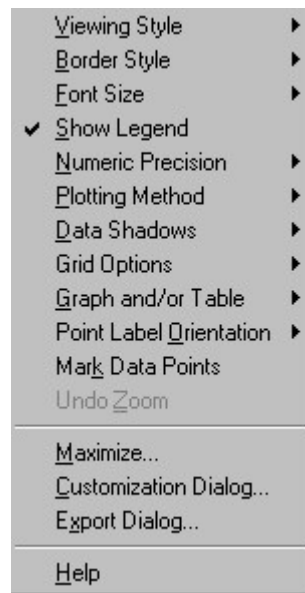 Viewing Style
Border Style
Font Size
Show Legend
Numeric Precision
Plotting Method
Data Shadows
Grid Options
Graph and/or Table
Point Label Orientation
Mark Data Points
Undo Zoom
Maximize...
Customization Dialog...
Export Dialog...
Help